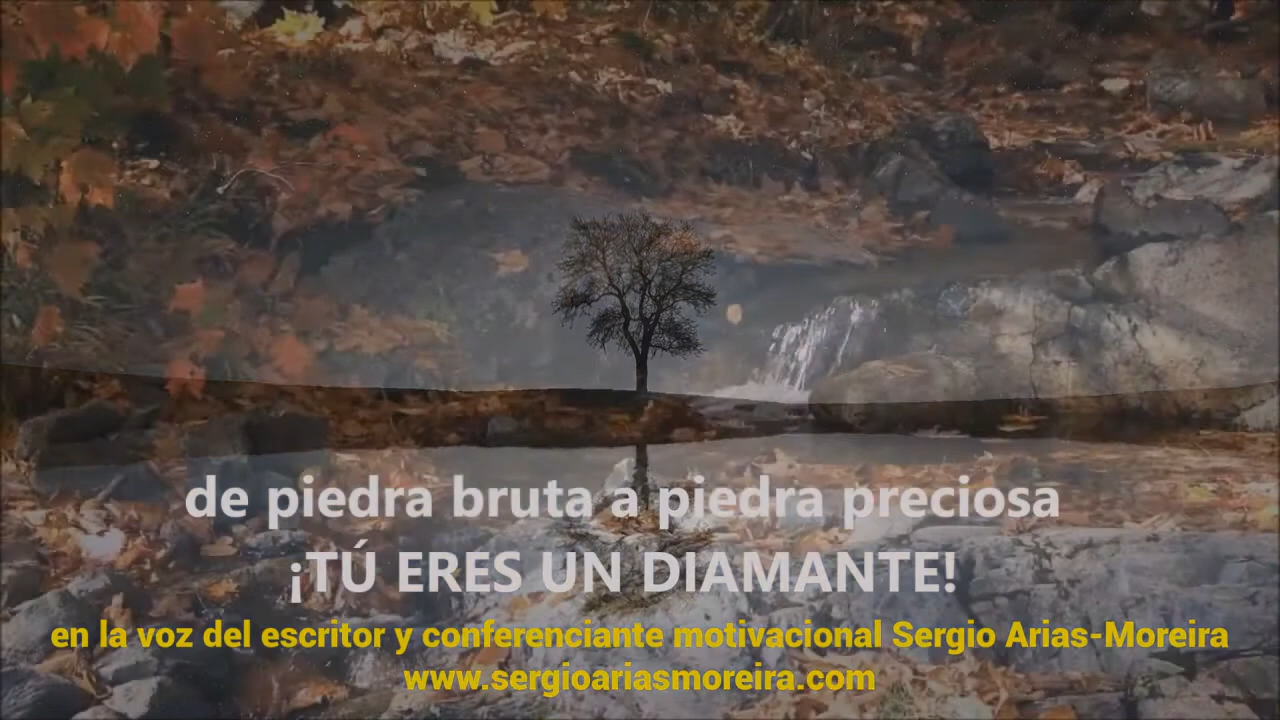 de piedra bruta a piedra preciosa
¡TÚ ERES UN DIAMANTE!
en la voz del escritor y conferenciante motivacional Sergio Arias-Moreira
www.sergioariasmoreira.com